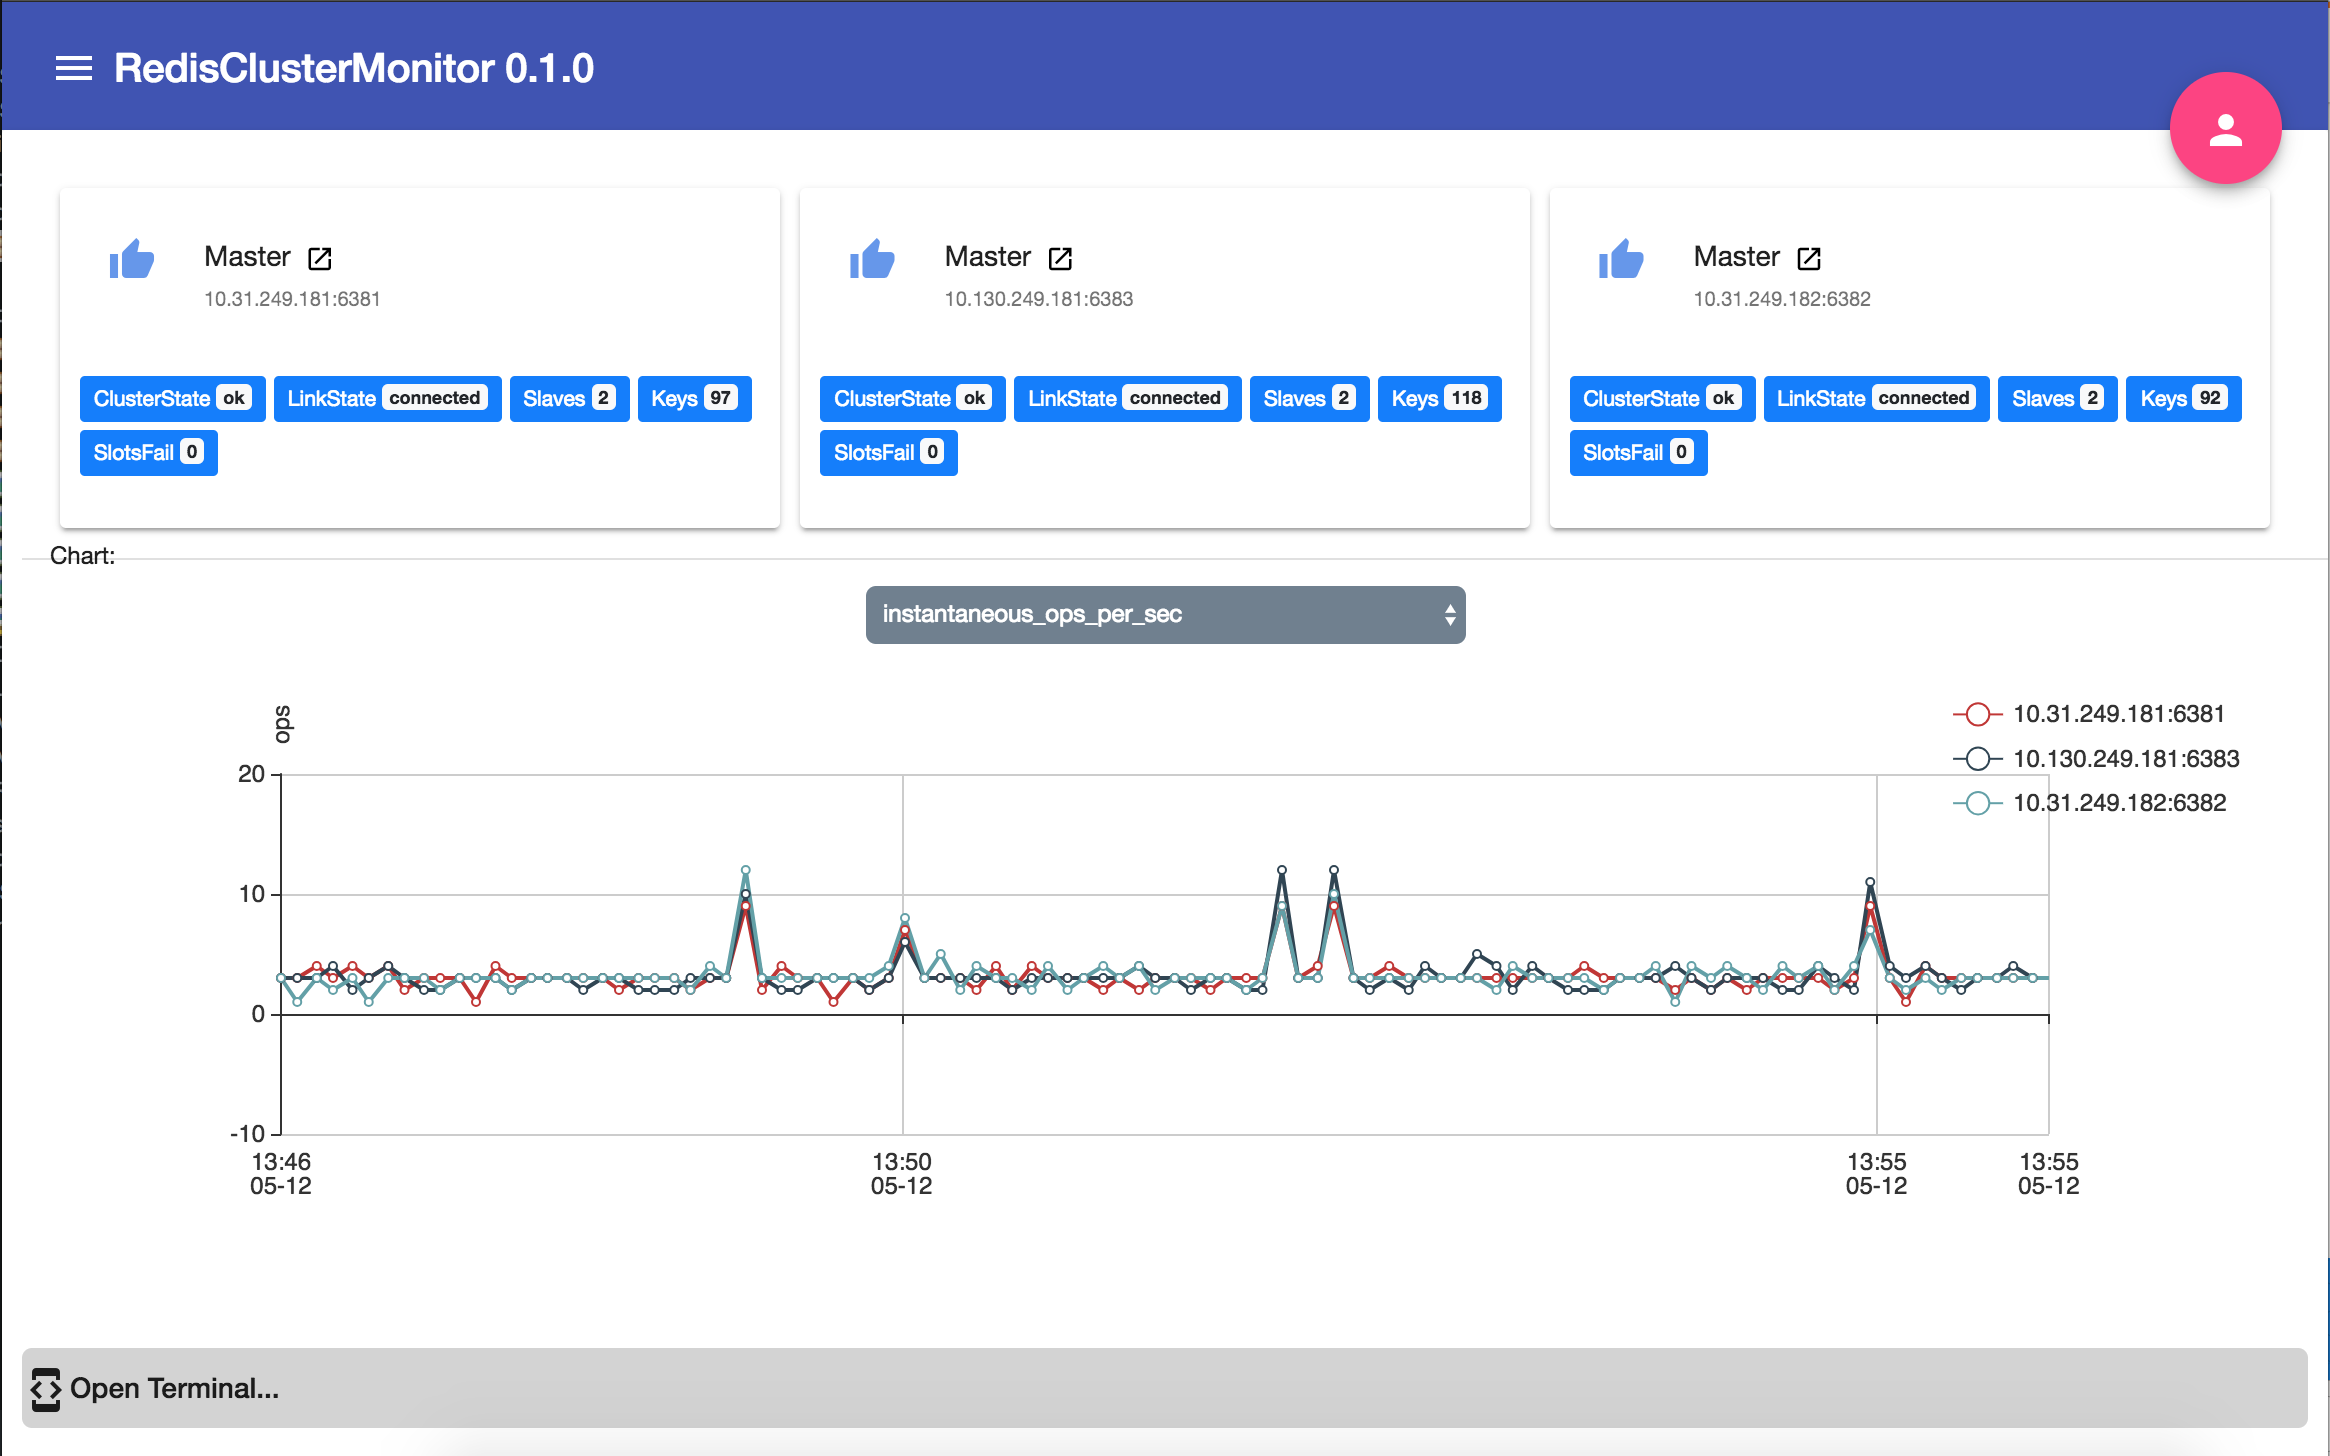 RedisClusterMonitor 0.1.0
Master
10.31.249.181:6381
ClusterState ok LinkState connected Slaves 2 Keys 97
SlotsFail 0
Master
10.130.249.181:6383
ClusterState ok LinkState connected Slaves 2 Keys 118
SlotsFail 0
Master
10.31.249.182:6382
ClusterState ok LinkState connected Slaves 2 Keys 92
SlotsFail 0
Chart:
instantaneous_ops_per_sec
ops
10.31.249.181:6381
10.130.249.181:6383
10.31.249.182:6382
20
10
0
-10
13:46
05-12
13:50
05-12
13:55
05-12
13:55
05-12
Open Terminal...